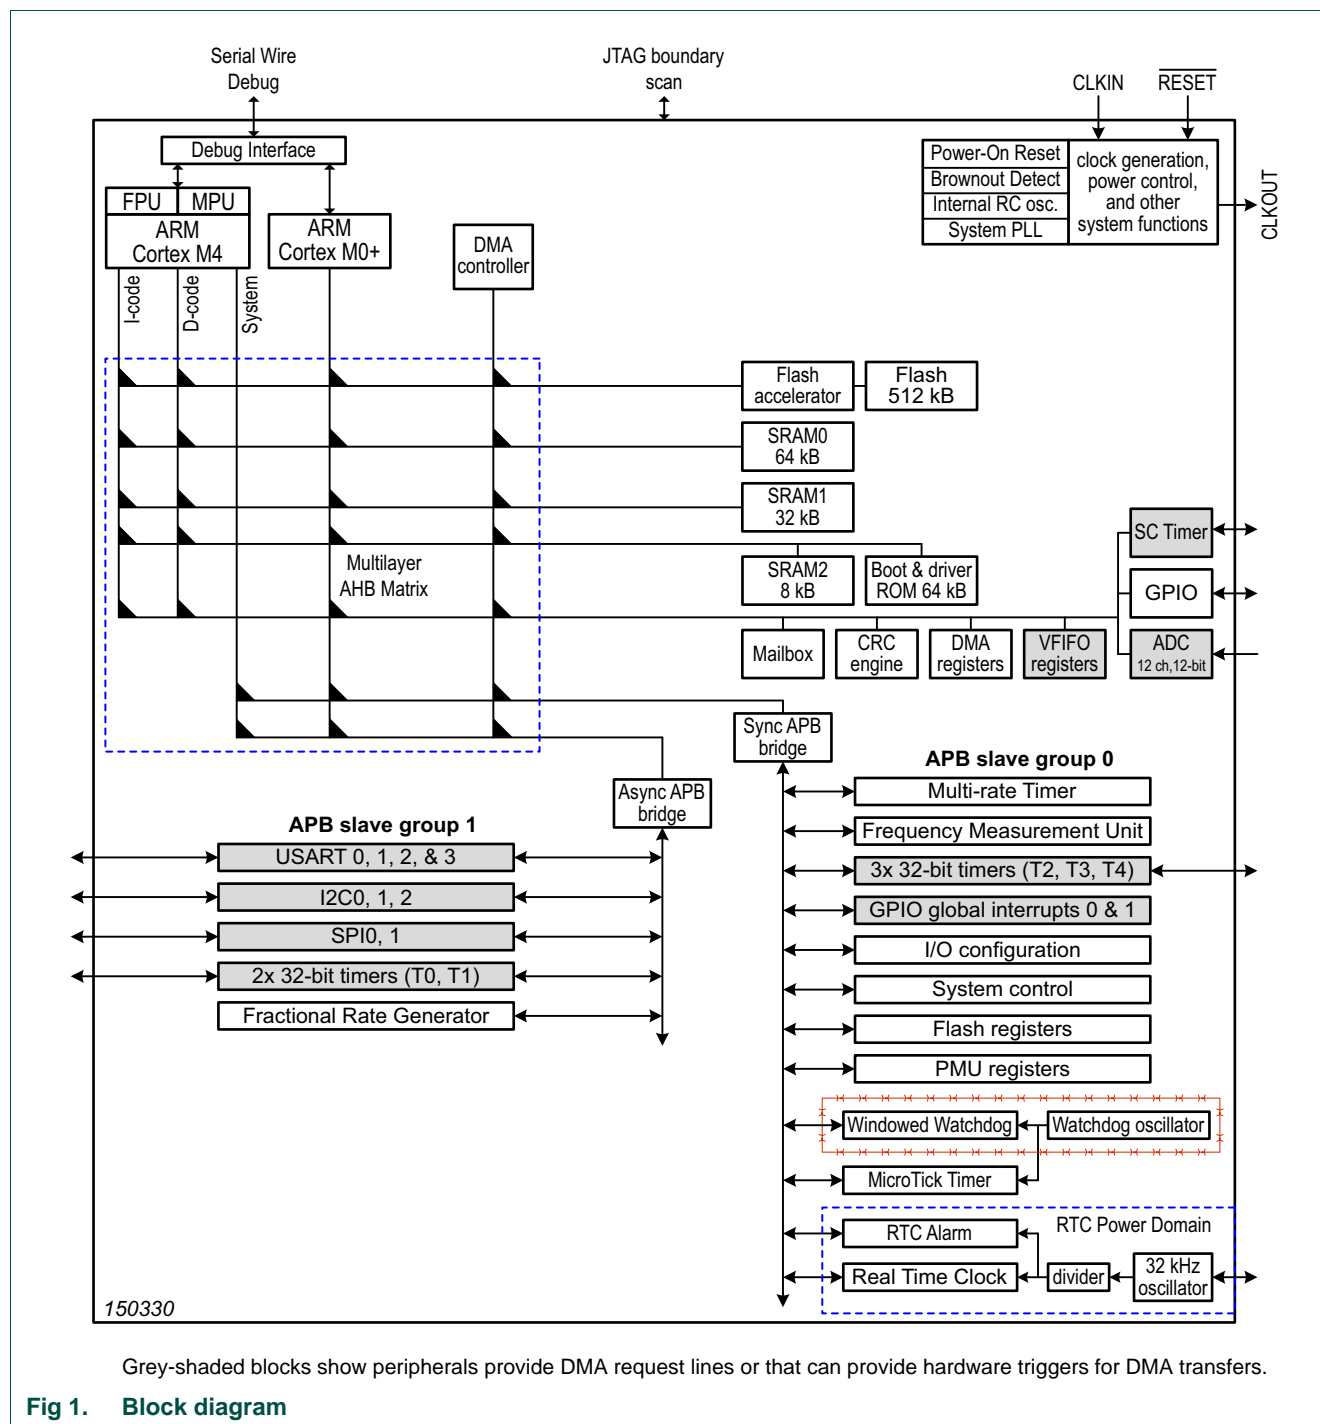 Serial Wire
Debug
JTAG boundary
scan
CLKIN
RESET
Debug Interface
FPU
MPU
ARM
Cortex M4
ARM
Cortex M0+
DMA
controller
Power-On Reset
Brownout Detect
Internal RC osc.
System PLL
clock generation,
power control,
and other
system functions
CLKOUT
I-code
D-code
System
Flash
accelerator
Flash
512 kB
SRAM0
64 kB
SRAM1
32 kB
Multilayer
AHB Matrix
SRAM2
8 kB
Boot & driver
ROM 64 kB
SC Timer
GPIO
ADC
12 ch,12-bit
Mailbox
CRC
engine
DMA
registers
VFIFO
registers
Sync APB
bridge
Async APB
bridge
APB slave group 0
Multi-rate Timer
Frequency Measurement Unit
3x 32-bit timers (T2, T3, T4)
GPIO global interrupts 0 & 1
I/O configuration
System control
Flash registers
PMU registers
Windowed Watchdog
Watchdog oscillator
MicroTick Timer
RTC Alarm
RTC Power Domain
Real Time Clock
divider
32 kHz
oscillator
APB slave group 1
USART 0, 1, 2, & 3
I2C0, 1, 2
SPI0, 1
2x 32-bit timers (T0, T1)
Fractional Rate Generator
150330
Grey-shaded blocks show peripherals provide DMA request lines or that can provide hardware triggers for DMA transfers.
Fig 1. Block diagram